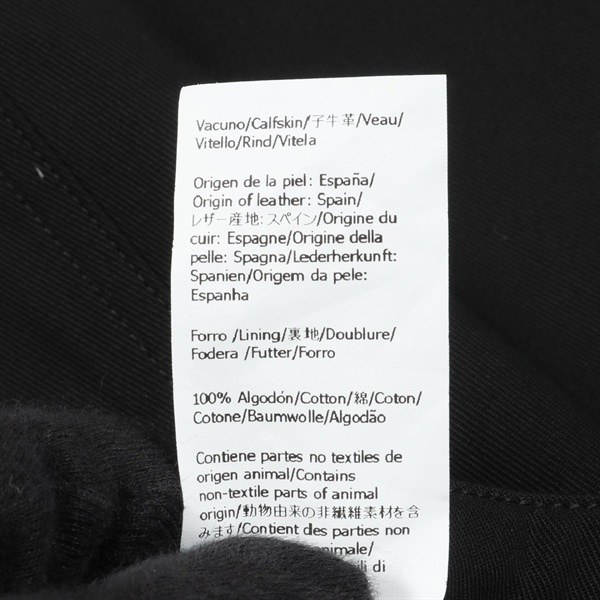 Vacuno/Calfskin/子牛革/Veau/
Vitello/Rind/Vitela
Origen de la piel: España/
Origin of leather: Spain/
レザー産地:スペイン/Origine du
cuir: Espagne/Origine della
pelle: Spagna/Lederherkunft:
Spanien/Origem da pele:
Espanha
Forro /Lining/裏地/Doublure/
Fodera /Futter/Forro
100% Algodón/Cotton/綿/Coton/
Cotone/Baumwolle/Algodão
Contiene partes no textiles de
origen animal/Contains
non-textile parts of animal
origin/動物由来の非繊維素材を含
みます/Contient des parties non
animale/
di